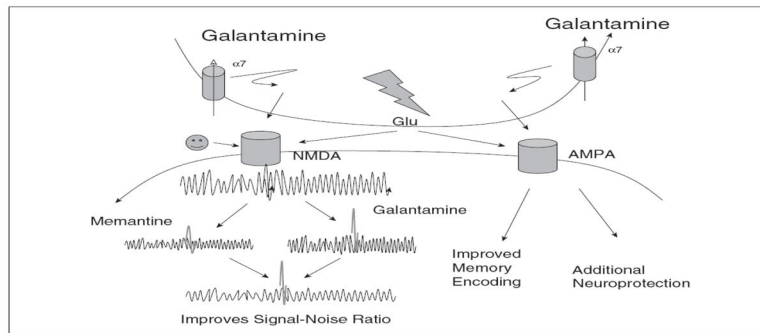 Galantamine
Galantamine
α7
α7
Glu
NMDA
AMPA
Memantine
Galantamine
Improved
Memory
Encoding
Additional
Neuroprotection
Improves Signal-Noise Ratio